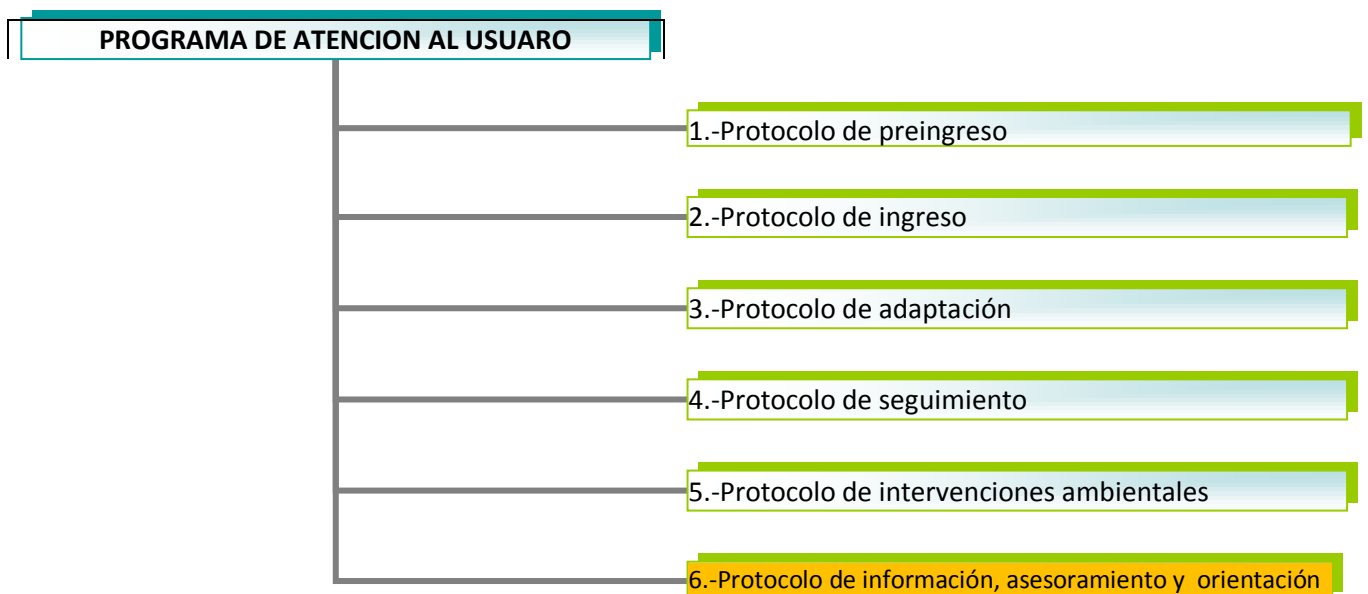 PROGRAMA DE ATENCION AL USUARO
1.-Protocolo de preingreso
2.-Protocolo de ingreso
3.-Protocolo de adaptación
4.-Protocolo de seguimiento
5.-Protocolo de intervenciones ambientales
6.-Protocolo de información, asesoramiento y orientación